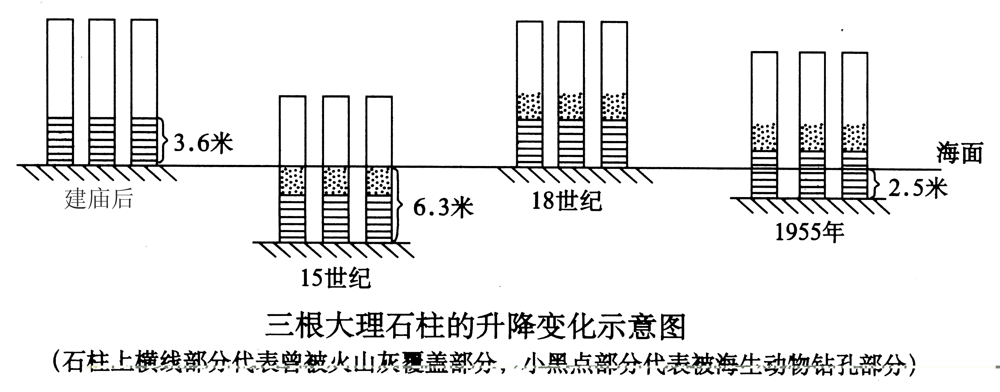 3.6米
海面
建庙后
2.5米
18世纪
6.3米
1955年
15世纪
三根大理石柱的升降变化示意图
(石柱上横线部分代表曾被火山灰覆盖部分，小黑点部分代表被海生动物钻孔部分)